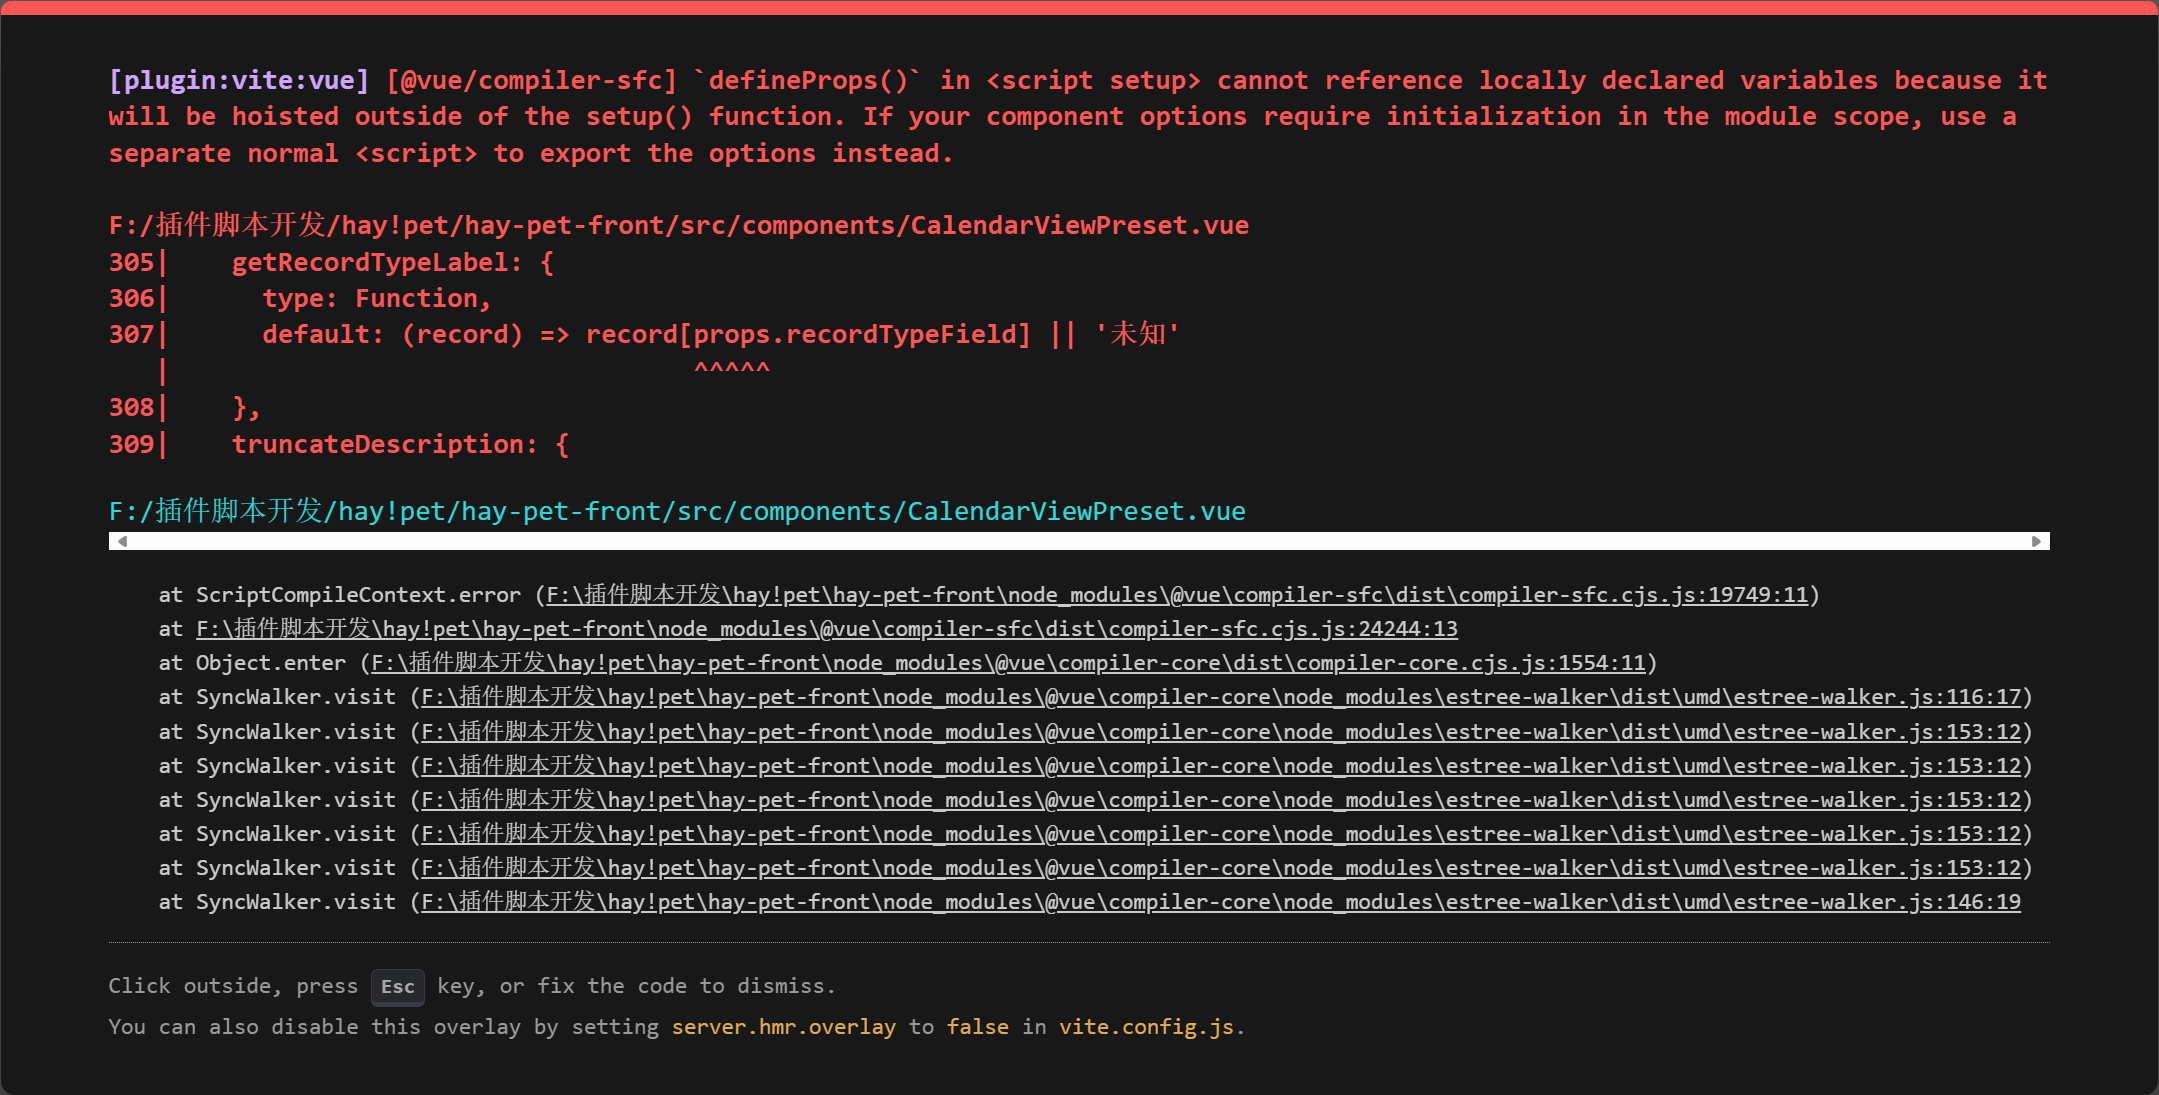 [plugin:vite:vue] [@vue/compiler-sfc] `defineProps()` in <script setup> cannot reference locally declared variables because it
will be hoisted outside of the setup() function. If your component options require initialization in the module scope, use a
separate normal <script> to export the options instead.
F:/插件脚本开发/hay!pet/hay-pet-front/src/components/CalendarViewPreset.vue
305|    getRecordTypeLabel: {
306|      type: Function,
307|      default: (record) => record[props.recordTypeField] || '未知'
   |                                  ^^^^^
308|    },
309|    truncateDescription: {
F:/插件脚本开发/hay!pet/hay-pet-front/src/components/CalendarViewPreset.vue
at ScriptCompileContext.error (F:\插件脚本开发\hay!pet\hay-pet-front\node_modules\@vue\compiler-sfc\dist\compiler-sfc.cjs.js:19749:11)
at F:\插件脚本开发\hay!pet\hay-pet-front\node_modules\@vue\compiler-sfc\dist\compiler-sfc.cjs.js:24244:13
at Object.enter (F:\插件脚本开发\hay!pet\hay-pet-front\node_modules\@vue\compiler-core\dist\compiler-core.cjs.js:1554:11)
at SyncWalker.visit (F:\插件脚本开发\hay!pet\hay-pet-front\node_modules\@vue\compiler-core\node_modules\estree-walker\dist\umd\estree-walker.js:116:17)
at SyncWalker.visit (F:\插件脚本开发\hay!pet\hay-pet-front\node_modules\@vue\compiler-core\node_modules\estree-walker\dist\umd\estree-walker.js:153:12)
at SyncWalker.visit (F:\插件脚本开发\hay!pet\hay-pet-front\node_modules\@vue\compiler-core\node_modules\estree-walker\dist\umd\estree-walker.js:153:12)
at SyncWalker.visit (F:\插件脚本开发\hay!pet\hay-pet-front\node_modules\@vue\compiler-core\node_modules\estree-walker\dist\umd\estree-walker.js:153:12)
at SyncWalker.visit (F:\插件脚本开发\hay!pet\hay-pet-front\node_modules\@vue\compiler-core\node_modules\estree-walker\dist\umd\estree-walker.js:153:12)
at SyncWalker.visit (F:\插件脚本开发\hay!pet\hay-pet-front\node_modules\@vue\compiler-core\node_modules\estree-walker\dist\umd\estree-walker.js:153:12)
at SyncWalker.visit (F:\插件脚本开发\hay!pet\hay-pet-front\node_modules\@vue\compiler-core\node_modules\estree-walker\dist\umd\estree-walker.js:146:19
Click outside, press Esc key, or fix the code to dismiss.
You can also disable this overlay by setting server.hmr.overlay to false in vite.config.js.